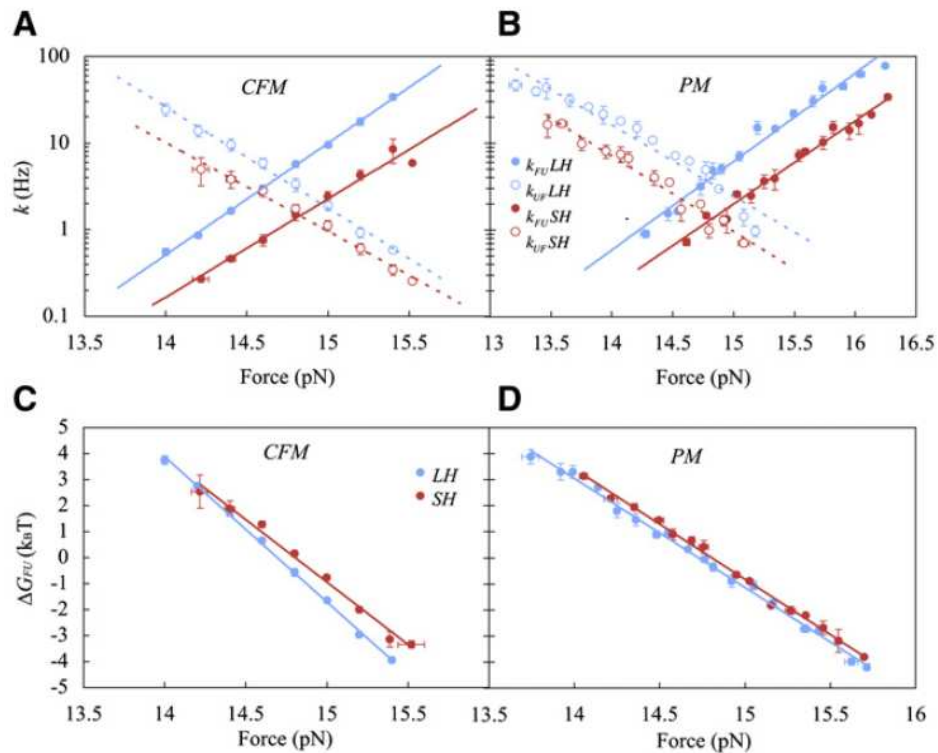 A
B
100
10
1
0.1
k (Hz)
CFM
PM
kFU LH
kUF LH
kFU SH
kUF SH
13.5 14 14.5 15 15.5
13 13.5 14 14.5 15 15.5 16 16.5
Force (pN)
Force (pN)
C
D
5
4
3
2
1
0
-1
-2
-3
-4
-5
ΔGFU (kBT)
CFM
PM
LH
SH
13.5 14 14.5 15 15.5
14 14.5 15 15.5 16
Force (pN)
Force (pN)